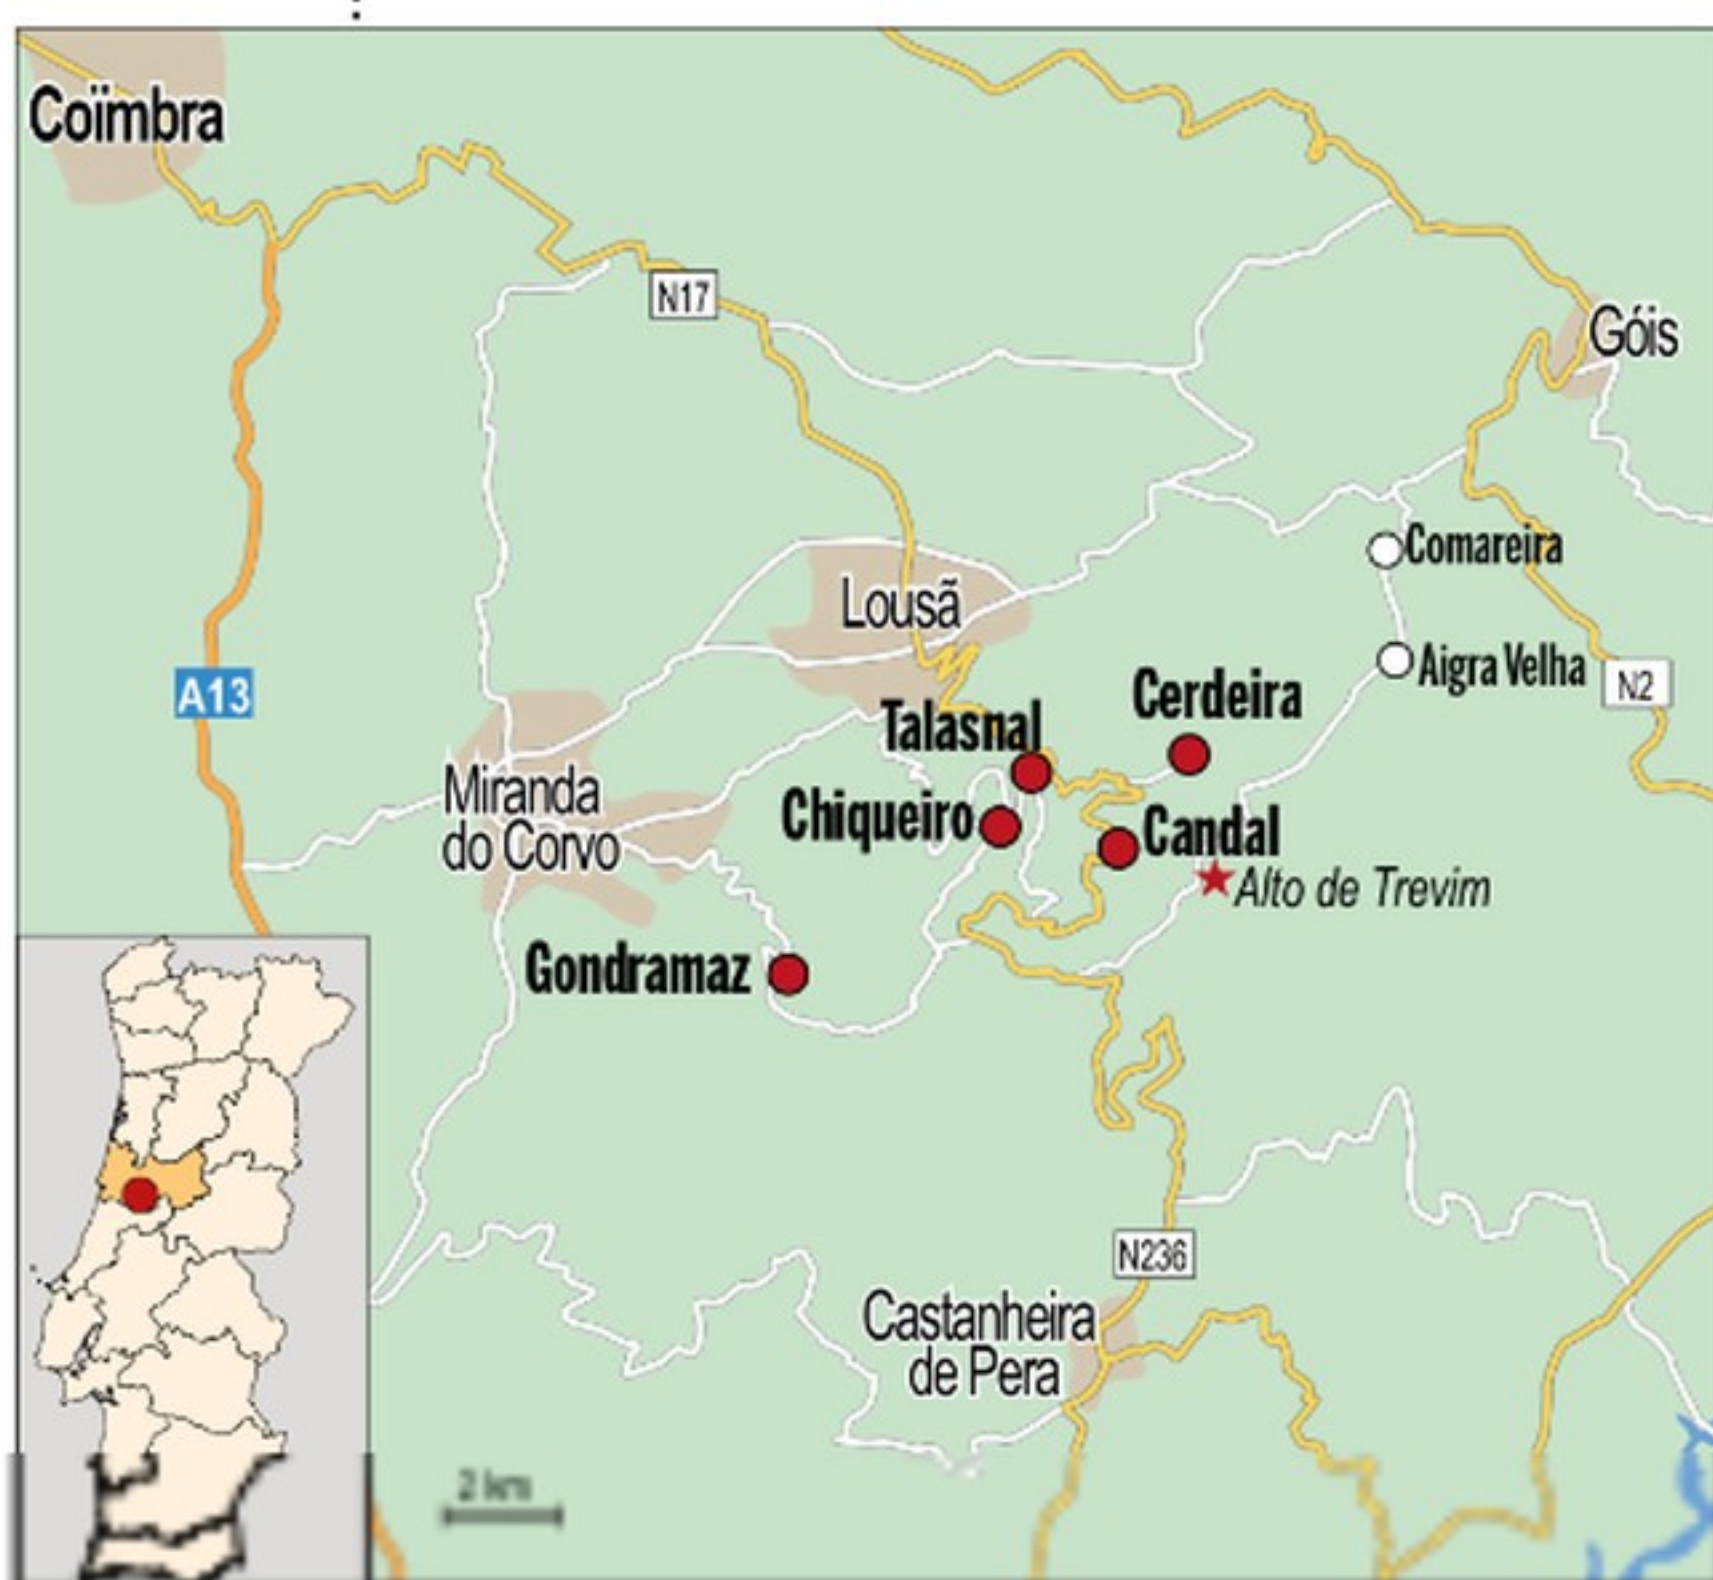 Coïmbra
N17
Góis
Comareira
Lousã
Aigra Velha
N2
A13
Cerdeira
Talasnal
Miranda
do Corvo
Chiqueiro
Candal
Alto de Trevim
Gondramaz
N236
Castanheira
de Pera
2 km